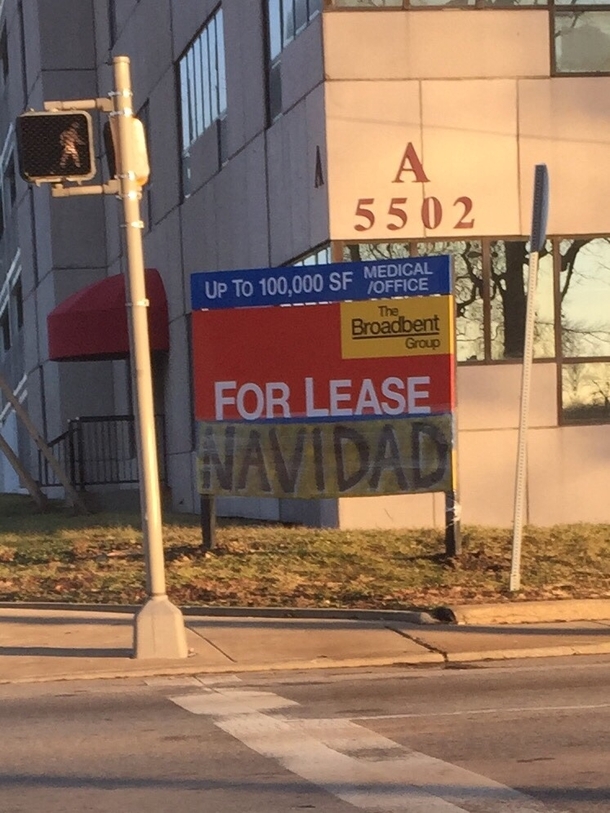 A
A
5502
UP TO 100,000 SF MEDICAL
/OFFICE
The
Broadbent
Group
FOR LEASE
NAVIDAD